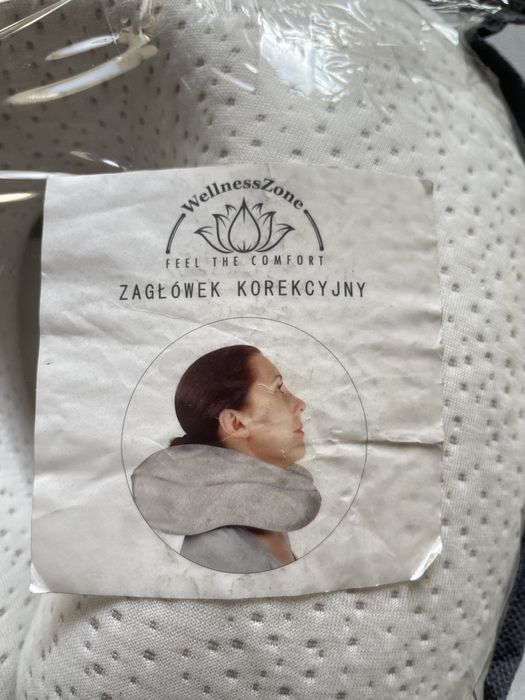 WellnessZone
FEEL THE COMFORT
ZAGŁÓWEK KOREKCYJNY